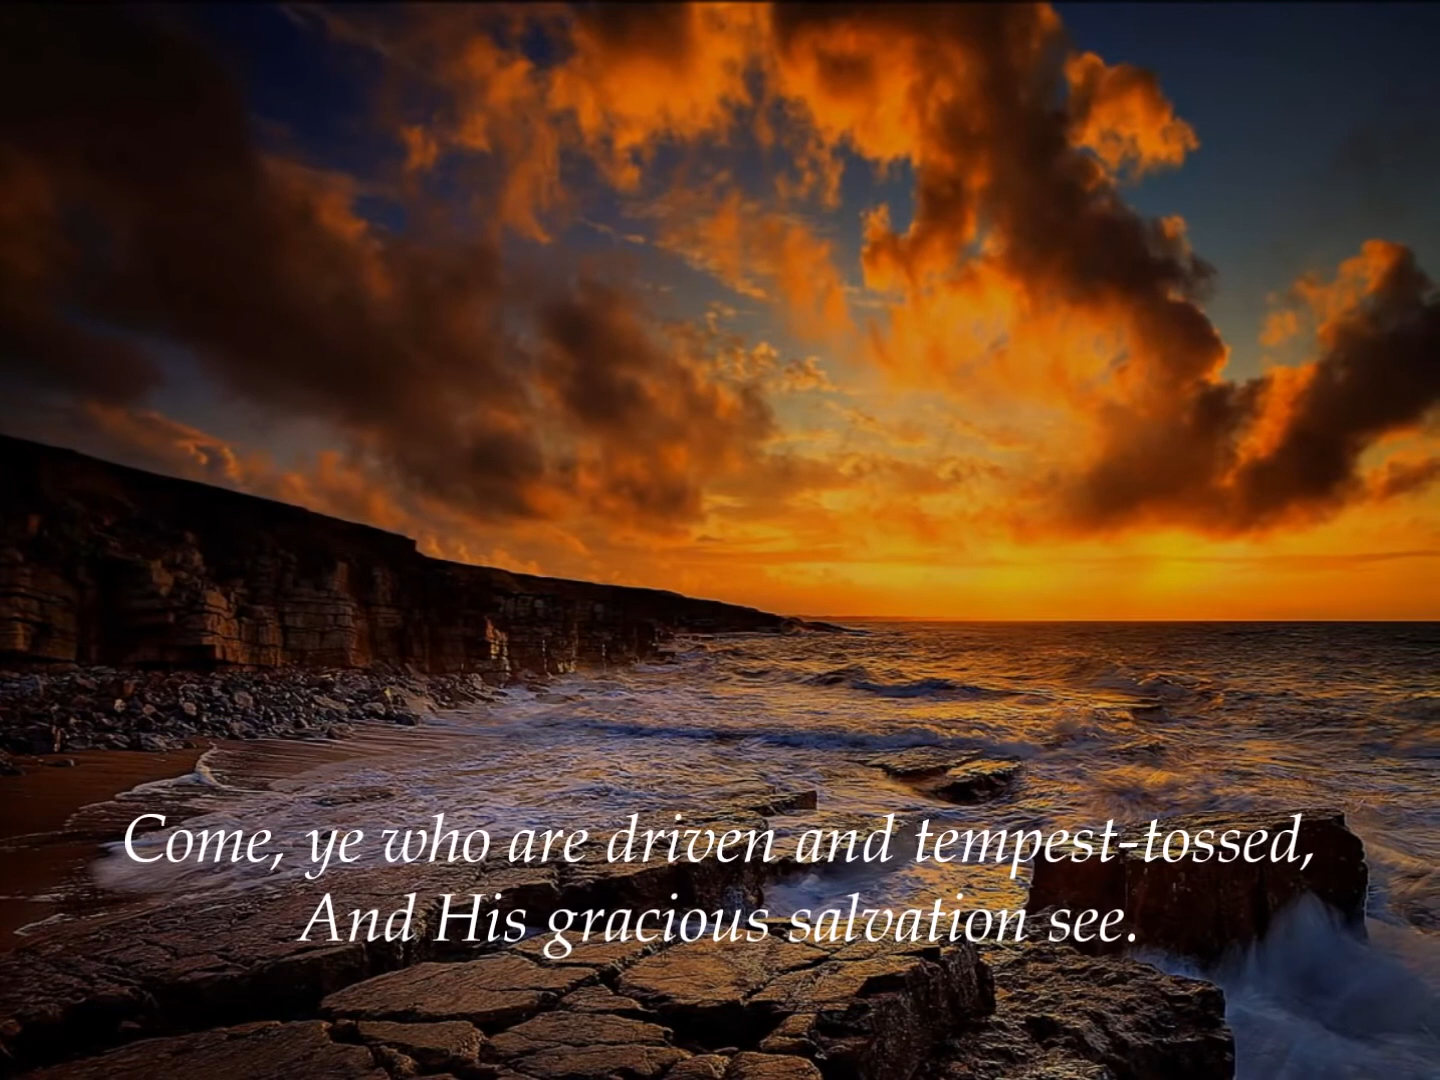 Come, ye who are driven and tempest-tossed,
And His gracious salvation see.